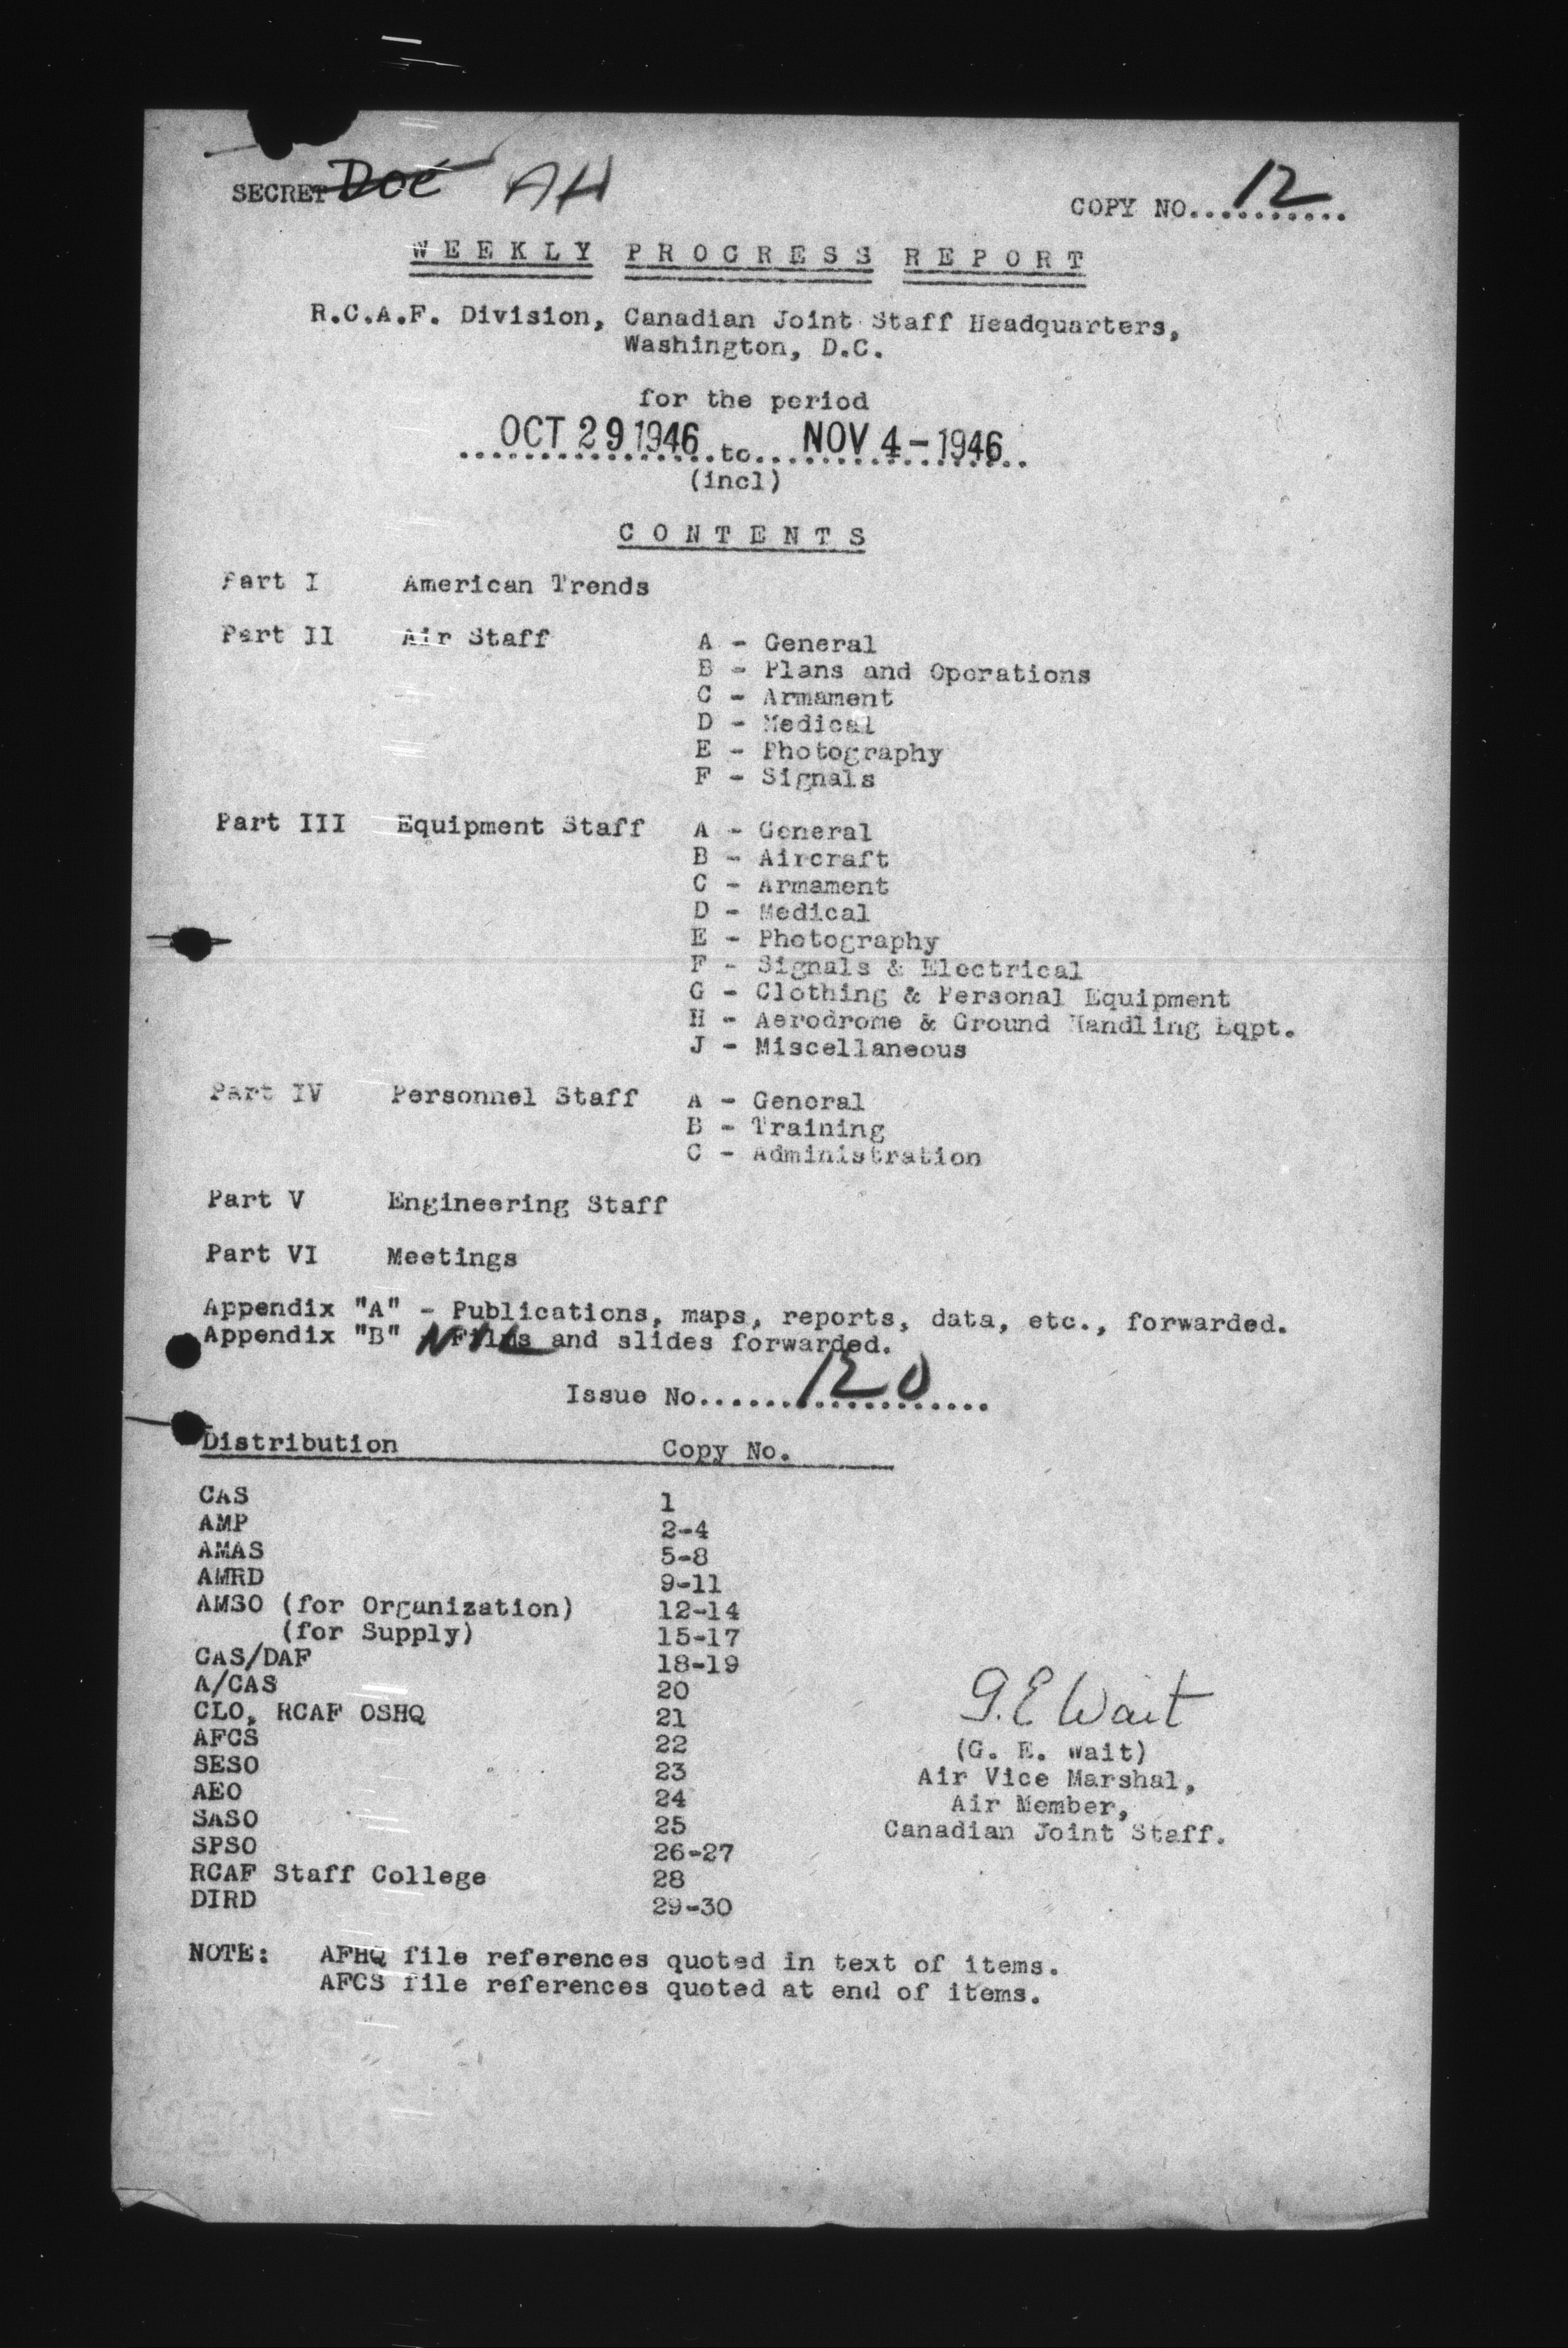 SECRET Doe AH
COPY NO. 12
WEEKLY PROGRESS REPORT
R.C.A.F. Division, Canadian Joint Staff Headquarters,
Washington, D.C.
for the period
OCT 29 1946 to NOV 4 - 1946
(incl)
CONTENTS
Part I American Trends
Part II Air Staff A - General
B - Plans and Operations
C - Armament
D - Medical
E - Photography
F - Signals
Part III Equipment Staff A - General
B - Aircraft
C - Armament
D - Medical
E - Photography
F - Signals & Electrical
G - Clothing & Personal Equipment
H - Aerodrome & Ground Handling Eqpt.
J - Miscellaneous
Part IV Personnel Staff A - General
B - Training
C - Administration
Part V Engineering Staff
Part VI Meetings
Appendix "A" - Publications, maps, reports, data, etc., forwarded.
Appendix "B" - NIL Films and slides forwarded.
Issue No. 120
Distribution Copy No.
CAS 1
AMP 2-4
AMAS 5-8
AMRD 9-11
AMSO (for Organization) 12-14
(for Supply) 15-17
CAS/DAF 18-19
A/CAS 20
CLO, RCAF OSHQ 21
AFCS 22
SESO 23
AEO 24
SASO 25
SPSO 26-27
RCAF Staff College 28
DIRD 29-30
G.E Wait
(G. E. Wait)
Air Vice Marshal,
Air Member,
Canadian Joint Staff.
NOTE: AFHQ file references quoted in text of items.
AFCS file references quoted at end of items.